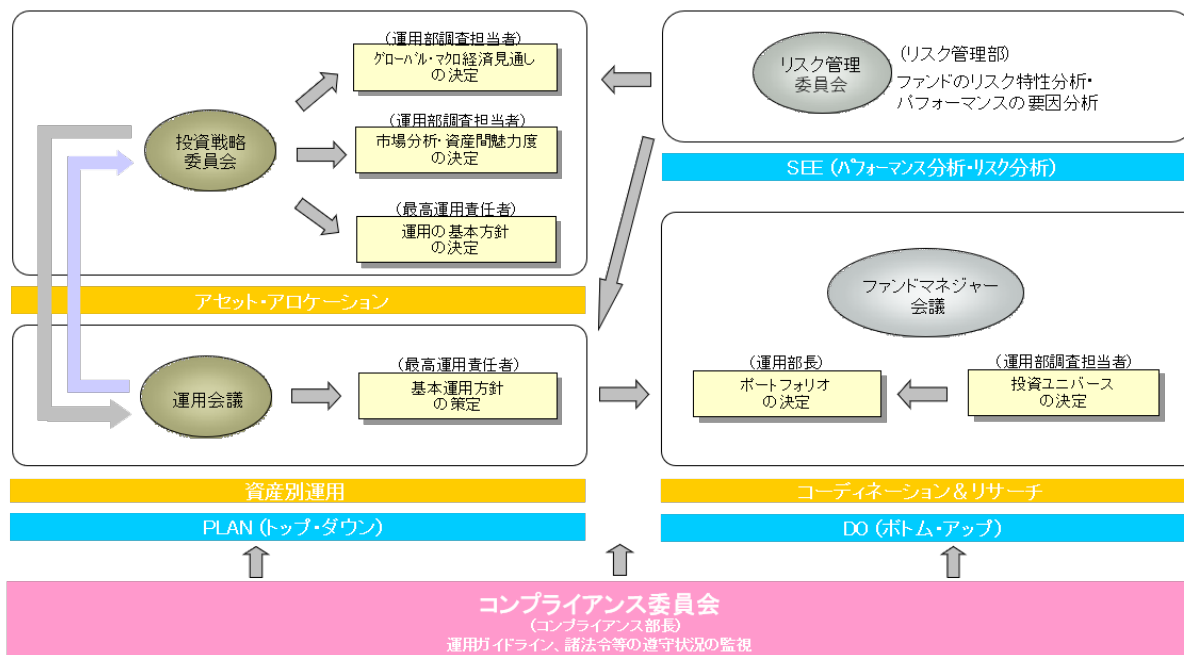 (運用部調査担当者)
グローバル・マクロ経済見通し
の決定
投資戦略
委員会
(運用部調査担当者)
市場分析・資産間魅力度
の決定
(最高運用責任者)
運用の基本方針
の決定
アセット・アロケーション
運用会議
(最高運用責任者)
基本運用方針
の策定
資産別運用
PLAN (トップ・ダウン)
リスク管理
委員会
(リスク管理部)
ファンドのリスク特性分析・
パフォーマンスの要因分析
SEE (パフォーマンス分析・リスク分析)
ファンドマネジャー
会議
(運用部長)
ポートフォリオ
の決定
(運用部調査担当者)
投資ユニバース
の決定
コーディネーション&リサーチ
DO (ボトム・アップ)
コンプライアンス委員会
(コンプライアンス部長)
運用ガイドライン、諸法令等の遵守状況の監視